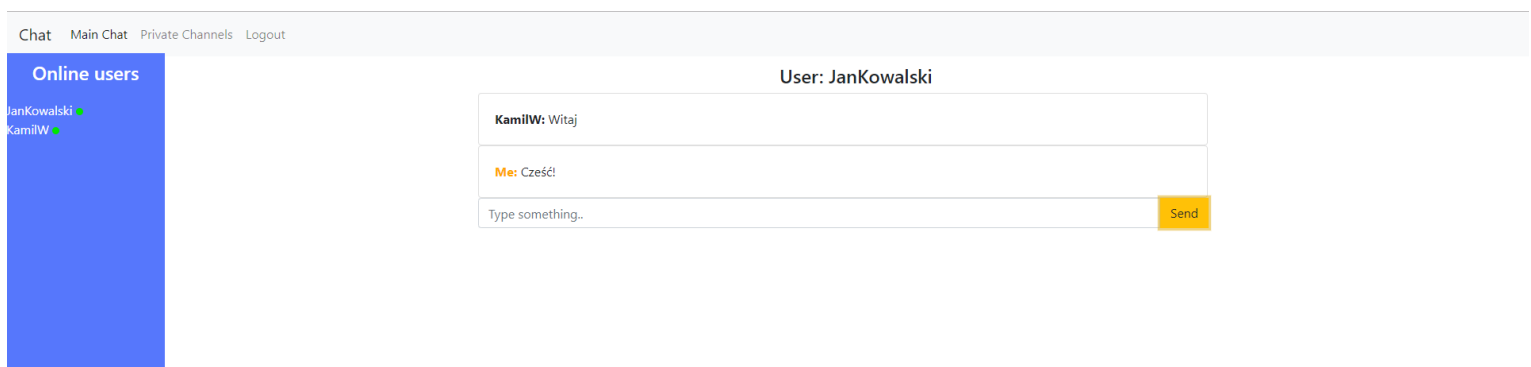 Chat Main Chat Private Channels Logout
Online users
JanKowalski
KamilW
User: JanKowalski
KamilW: Witaj
Me: Cześć!
Type something..
Send